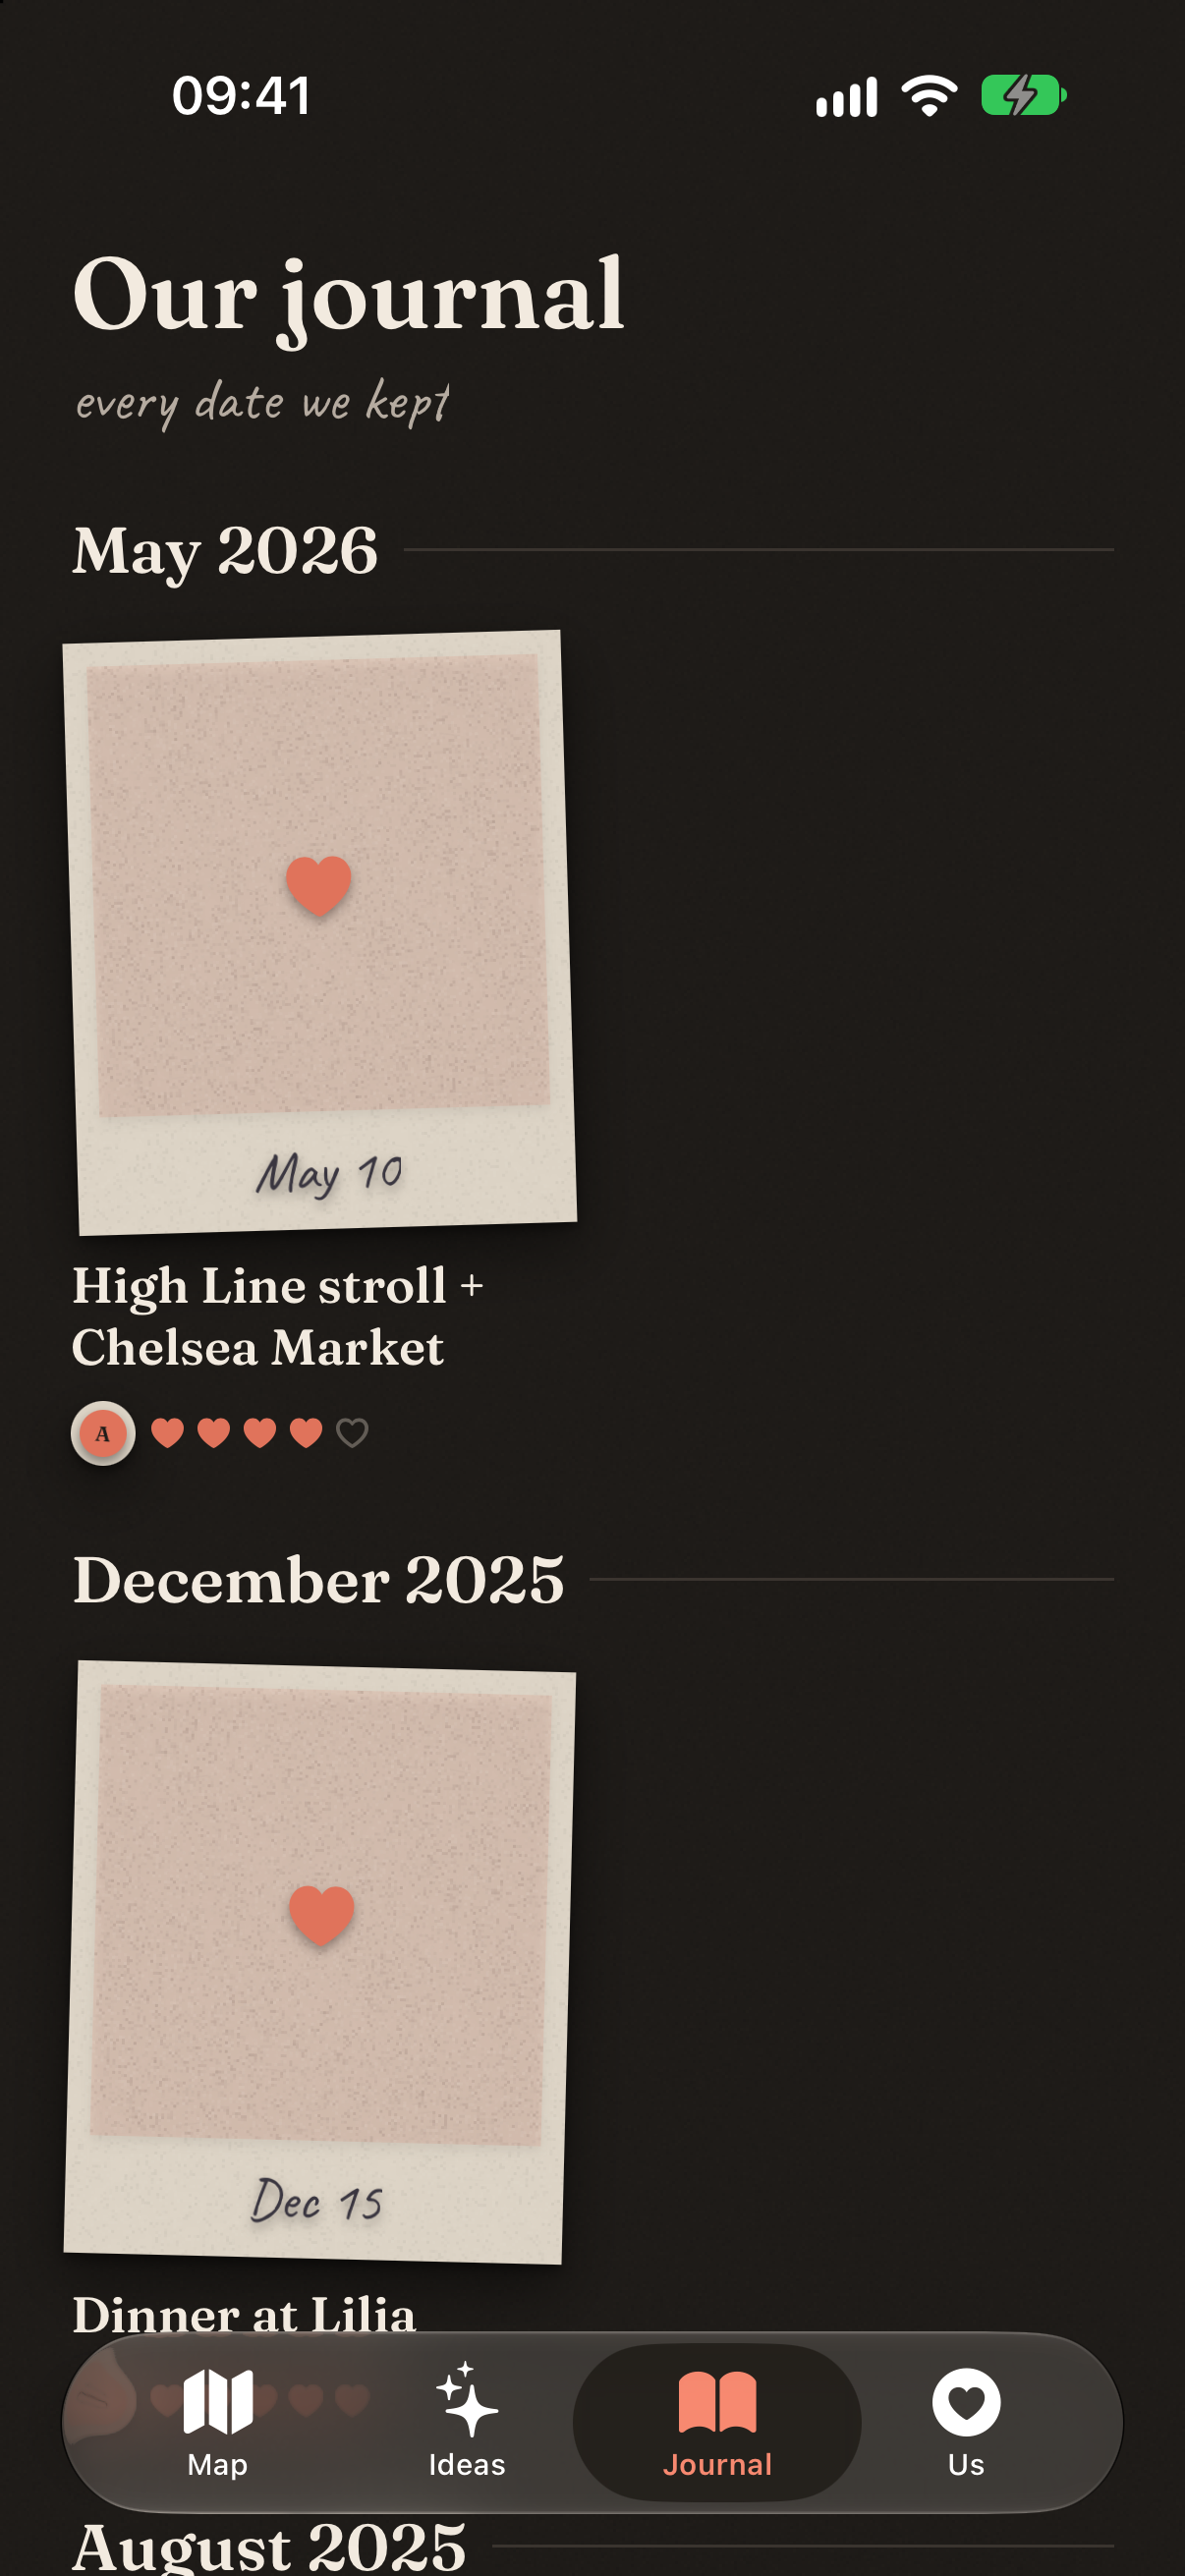 09:41
Our journal
every date we kept
May 2026
May 10
High Line stroll +
Chelsea Market
A
December 2025
Dec 15
Dinner at Lilia
Map
Ideas
Journal
Us
August 2025